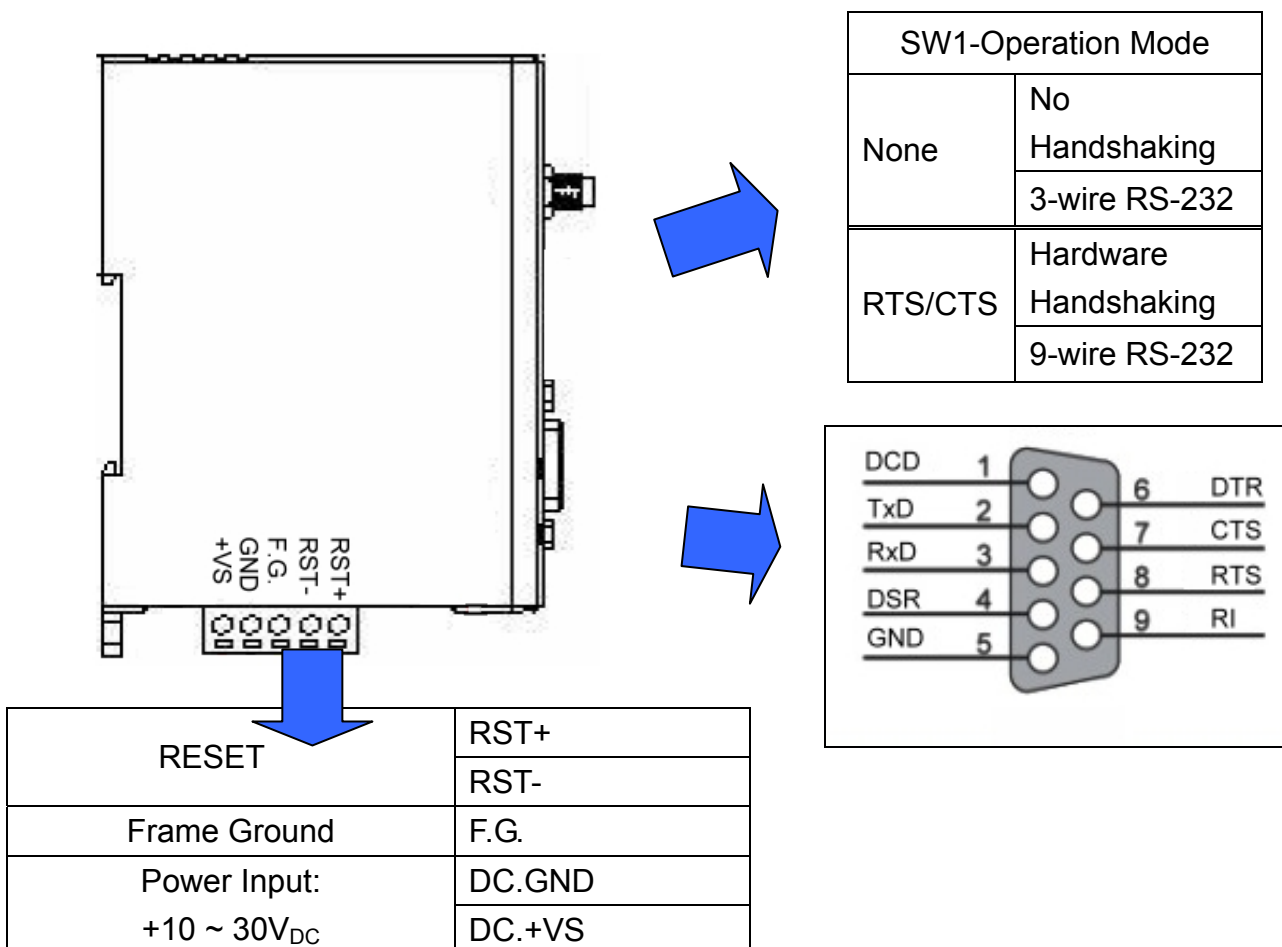 SW1-Operation Mode
None
No
Handshaking
3-wire RS-232
RTS/CTS
Hardware
Handshaking
9-wire RS-232
DCD 1
TxD 2
RxD 3
DSR 4
GND 5
6 DTR
7 CTS
8 RTS
9 RI
+VS
GND
F.G.
RST-
RST+
RESET
RST+
RST-
Frame Ground
F.G.
Power Input:
+10 ~ 30VDC
DC.GND
DC.+VS